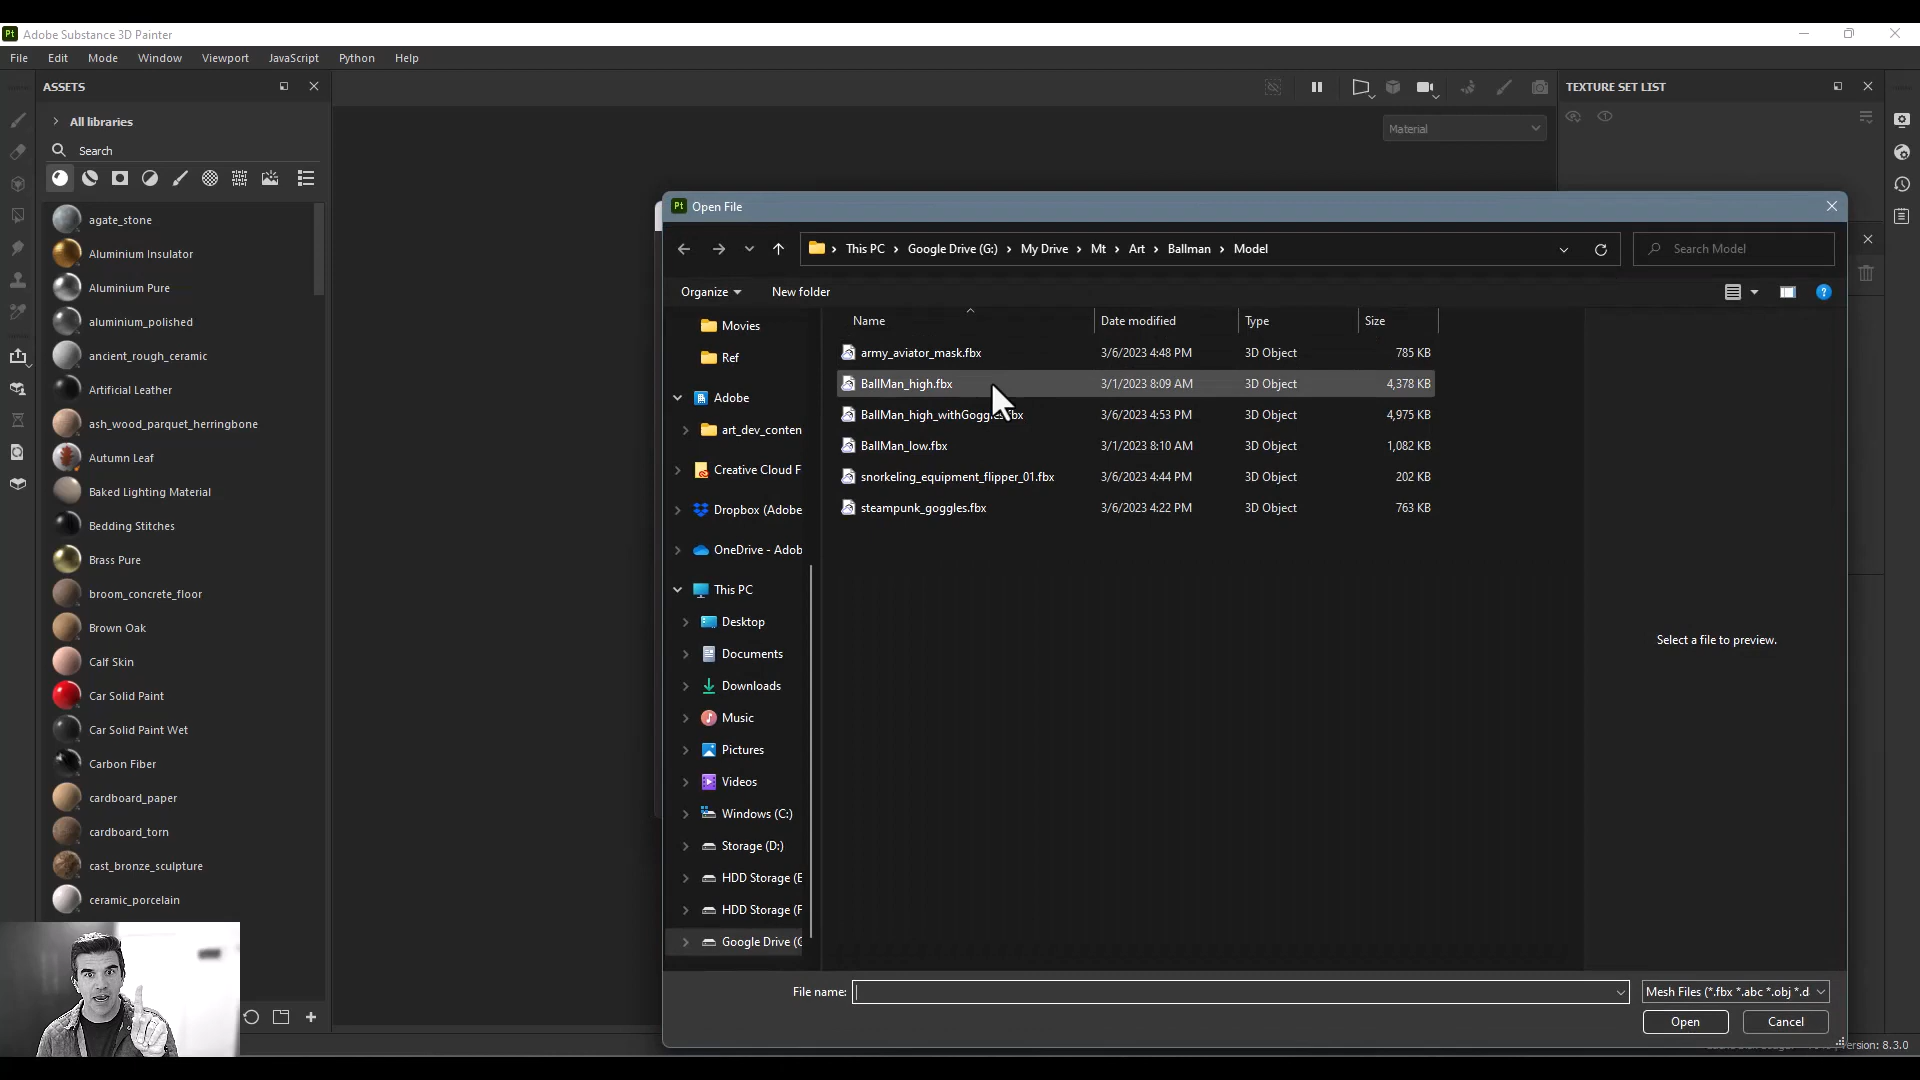 Pt Adobe Substance 3D Painter
File Edit Mode Window Viewport JavaScript Python Help
ASSETS
TEXTURE SET LIST
All libraries
Search
Material
agate_stone
Aluminium Insulator
Aluminium Pure
aluminium_polished
ancient_rough_ceramic
Artificial Leather
ash_wood_parquet_herringbone
Autumn Leaf
Baked Lighting Material
Bedding Stitches
Brass Pure
broom_concrete_floor
Brown Oak
Calf Skin
Car Solid Paint
Car Solid Paint Wet
Carbon Fiber
cardboard_paper
cardboard_torn
cast_bronze_sculpture
ceramic_porcelain
Pt Open File
This PC > Google Drive (G:) > My Drive > Mt > Art > Ballman > Model
Search Model
Organize New folder
Movies
Ref
Adobe
art_dev_conten
Creative Cloud F
Dropbox (Adobe
OneDrive - Adob
This PC
Desktop
Documents
Downloads
Music
Pictures
Videos
Windows (C:)
Storage (D:)
HDD Storage (E
HDD Storage (F
Google Drive (G
Name Date modified Type Size
army_aviator_mask.fbx 3/6/2023 4:48 PM 3D Object 785 KB
BallMan_high.fbx 3/1/2023 8:09 AM 3D Object 4,378 KB
BallMan_high_withGogg bx 3/6/2023 4:53 PM 3D Object 4,975 KB
BallMan_low.fbx 3/1/2023 8:10 AM 3D Object 1,082 KB
snorkeling_equipment_flipper_01.fbx 3/6/2023 4:44 PM 3D Object 202 KB
steampunk_goggles.fbx 3/6/2023 4:22 PM 3D Object 763 KB
Select a file to preview.
File name:
Mesh Files (*.fbx *.abc *.obj *.d
Open Cancel
Version: 8.3.0